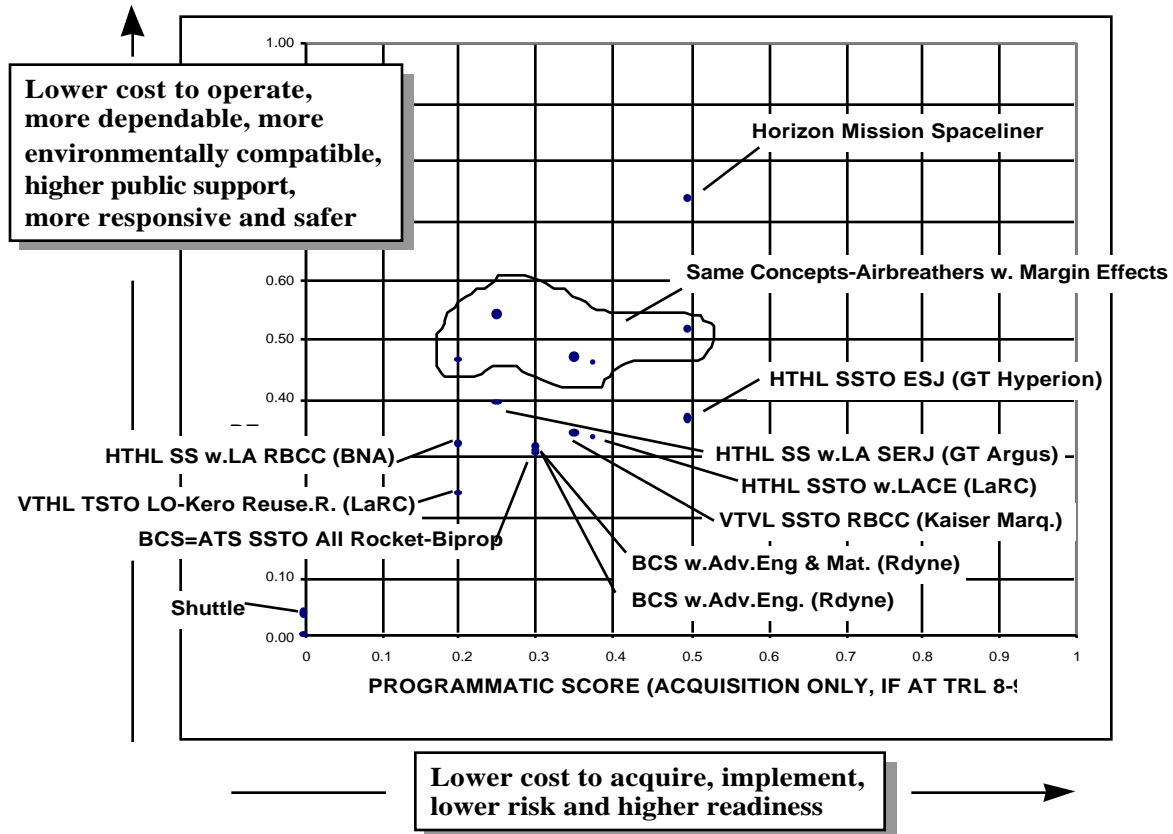 1.00
Lower cost to operate,
more dependable, more
environmentally compatible,
higher public support,
more responsive and safer
Horizon Mission Spaceliner
0.60
Same Concepts-Airbreathers w. Margin Effects
0.50
HTHL SSTO ESJ (GT Hyperion)
0.40
HTHL SS w.LA RBCC (BNA)
HTHL SS w.LA SERJ (GT Argus)
HTHL SSTO w.LACE (LaRC)
VTHL TSTO LO-Kero Reuse.R. (LaRC)
VTVL SSTO RBCC (Kaiser Marq.)
BCS=ATS SSTO All Rocket-Biprop
BCS w.Adv.Eng & Mat. (Rdyne)
0.10
BCS w.Adv.Eng. (Rdyne)
Shuttle
0.00
0 0.1 0.2 0.3 0.4 0.5 0.6 0.7 0.8 0.9 1
PROGRAMMATIC SCORE (ACQUISITION ONLY, IF AT TRL 8-
Lower cost to acquire, implement,
lower risk and higher readiness